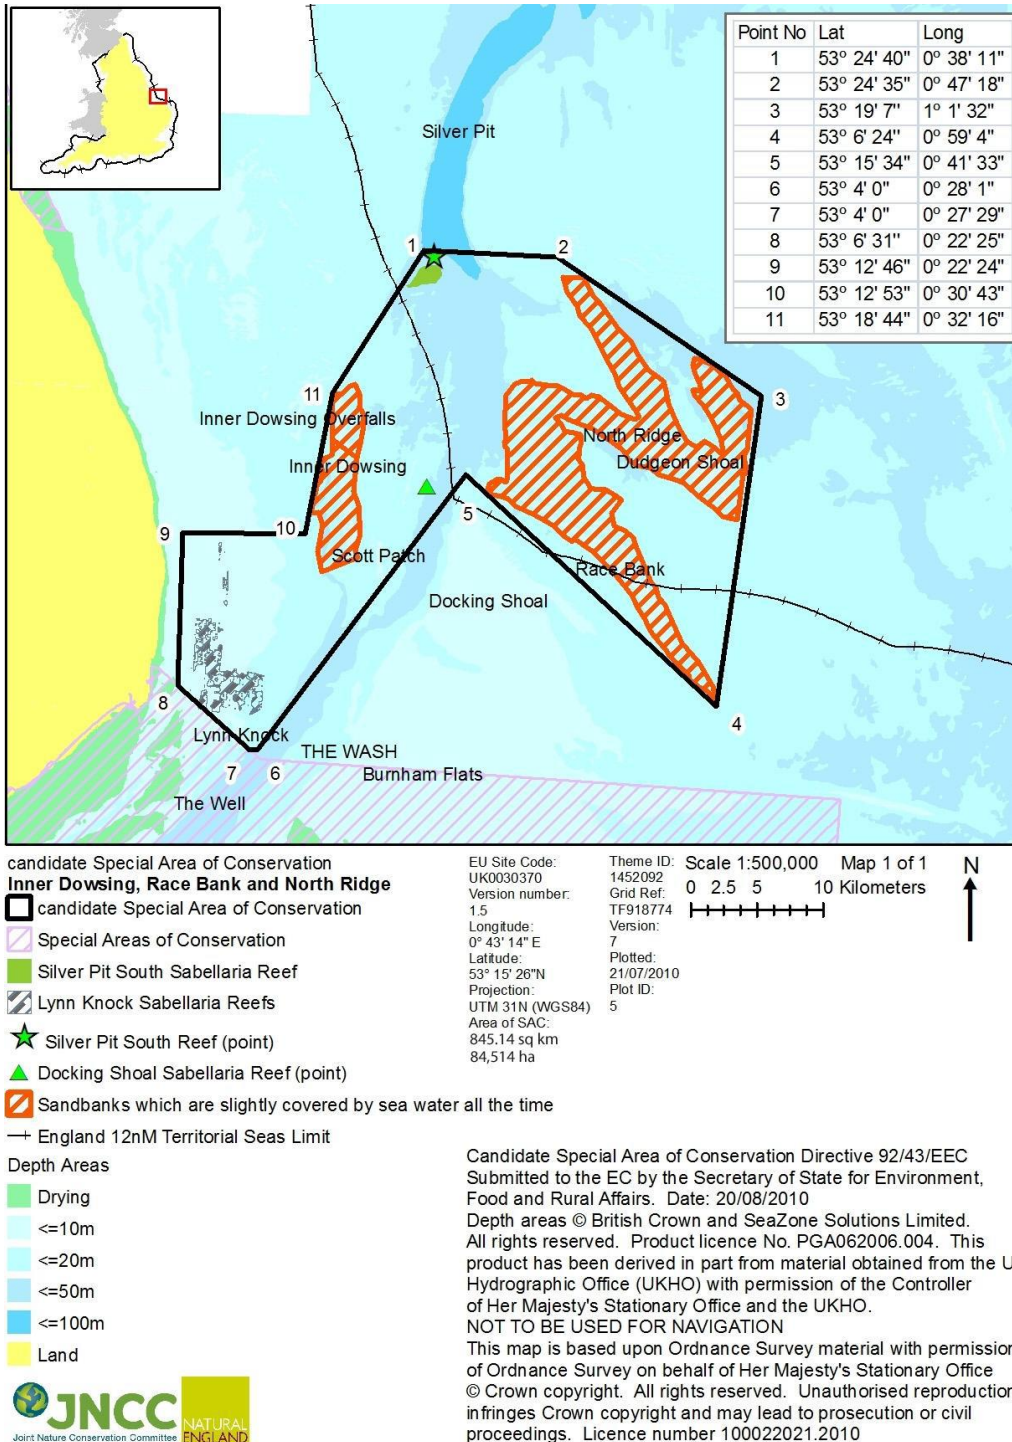 Point No Lat Long
1 53° 24' 40" 0° 38' 11"
2 53° 24' 35" 0° 47' 18"
3 53° 19' 7" 1° 1' 32"
4 53° 6' 24" 0° 59' 4"
5 53° 15' 34" 0° 41' 33"
6 53° 4' 0" 0° 28' 1"
7 53° 4' 0" 0° 27' 29"
8 53° 6' 31" 0° 22' 25"
9 53° 12' 46" 0° 22' 24"
10 53° 12' 53" 0° 30' 43"
11 53° 18' 44" 0° 32' 16"
Silver Pit
1
2
11
3
Inner Dowsing Overfalls
North Ridge
Inner Dowsing
Dudgeon Shoal
5
9
10
Scott Patch
Race Bank
Docking Shoal
8
4
Lynn Knock
THE WASH
7
6
Burnham Flats
The Well
candidate Special Area of Conservation
Inner Dowsing, Race Bank and North Ridge
candidate Special Area of Conservation
Special Areas of Conservation
Silver Pit South Sabellaria Reef
Lynn Knock Sabellaria Reefs
Silver Pit South Reef (point)
Docking Shoal Sabellaria Reef (point)
Sandbanks which are slightly covered by sea water all the time
England 12nM Territorial Seas Limit
Depth Areas
Drying
<=10m
<=20m
<=50m
<=100m
Land
EU Site Code:
UK0030370
Version number:
1.5
Longitude:
0° 43' 14" E
Latitude:
53° 15' 26"N
Projection:
UTM 31N (WGS84)
Area of SAC:
845.14 sq km
84,514 ha
Theme ID:
1452092
Grid Ref:
TF918774
Version:
7
Plotted:
21/07/2010
Plot ID:
5
Scale 1:500,000 Map 1 of 1
0 2.5 5 10 Kilometers
N
Candidate Special Area of Conservation Directive 92/43/EEC
Submitted to the EC by the Secretary of State for Environment,
Food and Rural Affairs. Date: 20/08/2010
Depth areas © British Crown and SeaZone Solutions Limited.
All rights reserved. Product licence No. PGA062006.004. This
product has been derived in part from material obtained from the U
Hydrographic Office (UKHO) with permission of the Controller
of Her Majesty's Stationary Office and the UKHO.
NOT TO BE USED FOR NAVIGATION
This map is based upon Ordnance Survey material with permission
of Ordnance Survey on behalf of Her Majesty's Stationary Office
© Crown copyright. All rights reserved. Unauthorised reproduction
infringes Crown copyright and may lead to prosecution or civil
proceedings. Licence number 100022021.2010
JNCC
Joint Nature Conservation Committee
NATURAL
ENGLAND